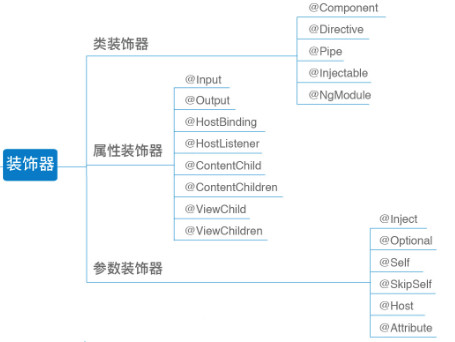 装饰器
类装饰器
@Component
@Directive
@Pipe
@Injectable
@NgModule
属性装饰器
@Input
@Output
@HostBinding
@HostListener
@ContentChild
@ContentChildren
@ViewChild
@ViewChildren
参数装饰器
@Inject
@Optional
@Self
@SkipSelf
@Host
@Attribute